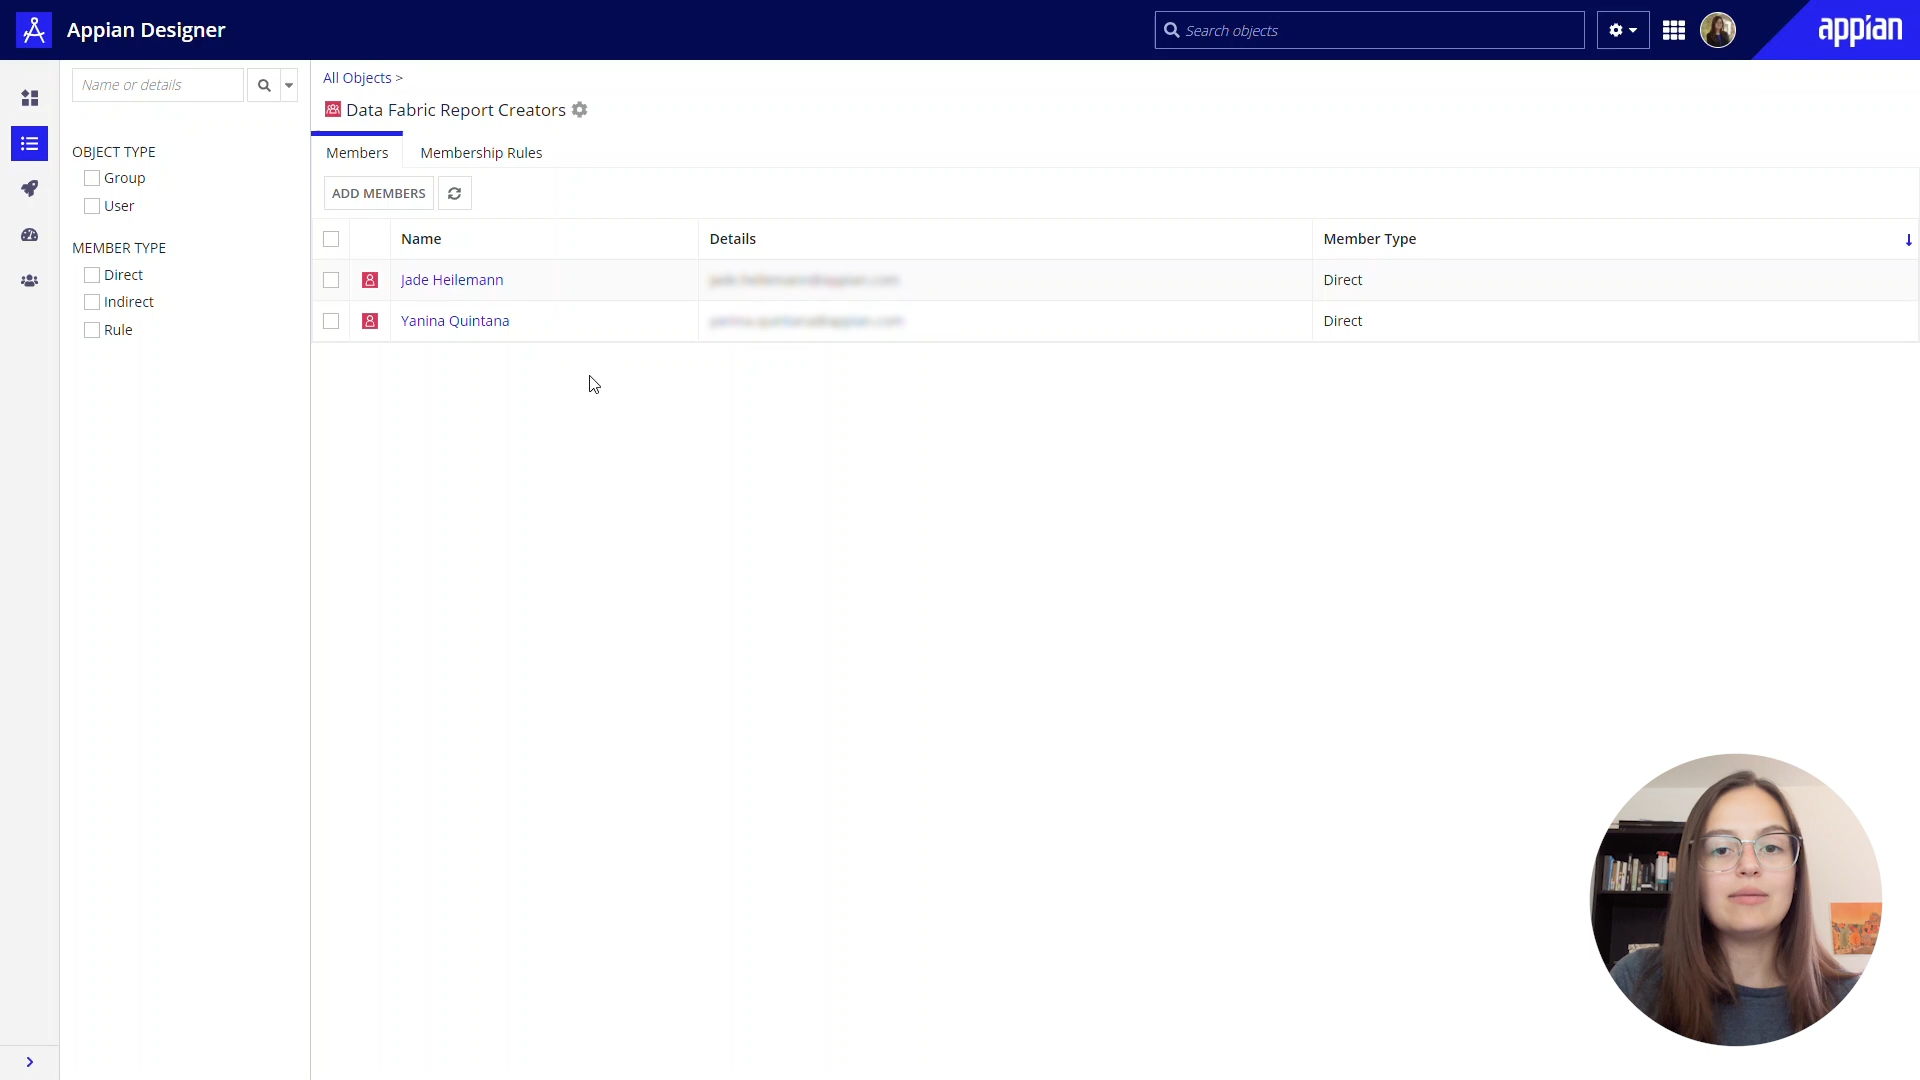 Appian Designer
Search objects
appian
Name or details
All Objects >
Data Fabric Report Creators
Members
Membership Rules
ADD MEMBERS
OBJECT TYPE
Group
User
MEMBER TYPE
Direct
Indirect
Rule
Name
Details
Member Type
Jade Heilemann
Direct
Yanina Quintana
Direct